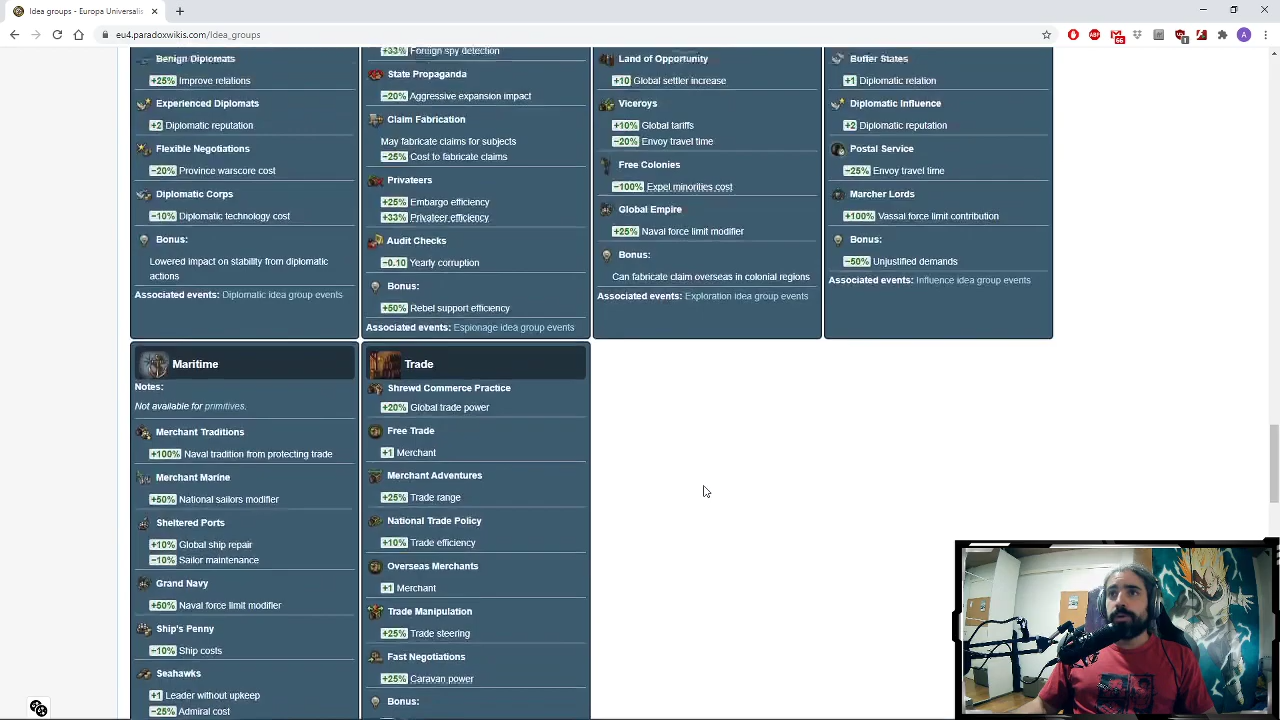 Idea groups - Europa Universalis
eu4.paradoxwikis.com/Idea_groups
Benign Diplomats
+25% Improve relations
Experienced Diplomats
+2 Diplomatic reputation
Flexible Negotiations
−20% Province warscore cost
Diplomatic Corps
−10% Diplomatic technology cost
Bonus:
Lowered impact on stability from diplomatic
actions
Associated events: Diplomatic idea group events
+33% Foreign spy detection
State Propaganda
−20% Aggressive expansion impact
Claim Fabrication
May fabricate claims for subjects
−25% Cost to fabricate claims
Privateers
+25% Embargo efficiency
+33% Privateer efficiency
Audit Checks
−0.10 Yearly corruption
Bonus:
+50% Rebel support efficiency
Associated events: Espionage idea group events
Land of Opportunity
+10 Global settler increase
Viceroys
+10% Global tariffs
−20% Envoy travel time
Free Colonies
−100% Expel minorities cost
Global Empire
+25% Naval force limit modifier
Bonus:
Can fabricate claim overseas in colonial regions
Associated events: Exploration idea group events
Buffer States
+1 Diplomatic relation
Diplomatic Influence
+2 Diplomatic reputation
Postal Service
−25% Envoy travel time
Marcher Lords
+100% Vassal force limit contribution
Bonus:
−50% Unjustified demands
Associated events: Influence idea group events
Maritime
Notes:
Not available for primitives.
Merchant Traditions
+100% Naval tradition from protecting trade
Merchant Marine
+50% National sailors modifier
Sheltered Ports
+10% Global ship repair
−10% Sailor maintenance
Grand Navy
+50% Naval force limit modifier
Ship's Penny
−10% Ship costs
Seahawks
+1 Leader without upkeep
−25% Admiral cost
Trade
Shrewd Commerce Practice
+20% Global trade power
Free Trade
+1 Merchant
Merchant Adventures
+25% Trade range
National Trade Policy
+10% Trade efficiency
Overseas Merchants
+1 Merchant
Trade Manipulation
+25% Trade steering
Fast Negotiations
+25% Caravan power
Bonus: